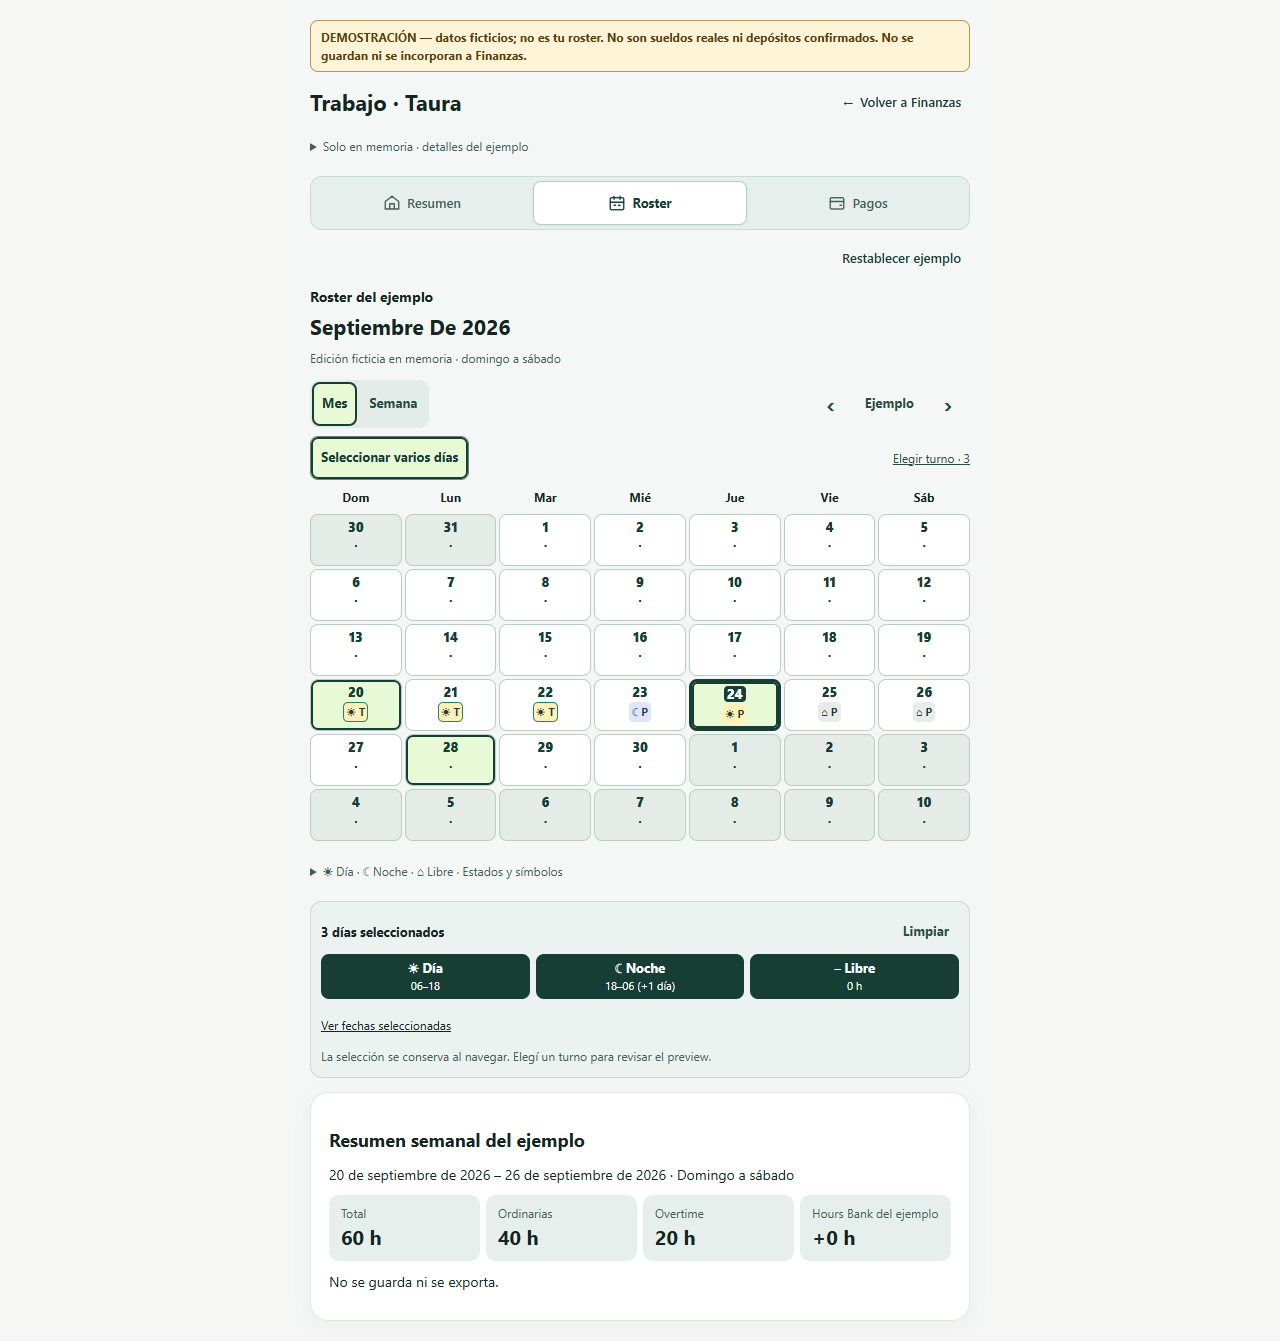 DEMOSTRACIÓN — datos ficticios; no es tu roster. No son sueldos reales ni depósitos confirmados. No se
guardan ni se incorporan a Finanzas.
Trabajo · Taura
← Volver a Finanzas
▶ Solo en memoria · detalles del ejemplo
Resumen
Roster
Pagos
Restablecer ejemplo
Roster del ejemplo
Septiembre De 2026
Edición ficticia en memoria · domingo a sábado
Mes Semana
‹ Ejemplo ›
Seleccionar varios días
Elegir turno · 3
Dom Lun Mar Mié Jue Vie Sáb
30 31 1 2 3 4 5
· · · · · · ·
6 7 8 9 10 11 12
· · · · · · ·
13 14 15 16 17 18 19
· · · · · · ·
20 21 22 23 24 25 26
☀ T ☀ T ☀ T ☾ P ☀ P ⌂ P ⌂ P
27 28 29 30 1 2 3
· · · · · · ·
4 5 6 7 8 9 10
· · · · · · ·
▶ ☀ Día · ☾ Noche · ⌂ Libre · Estados y símbolos
3 días seleccionados
Limpiar
☀ Día
06–18
☾ Noche
18–06 (+1 día)
– Libre
0 h
Ver fechas seleccionadas
La selección se conserva al navegar. Elegí un turno para revisar el preview.
Resumen semanal del ejemplo
20 de septiembre de 2026 – 26 de septiembre de 2026 · Domingo a sábado
Total
60 h
Ordinarias
40 h
Overtime
20 h
Hours Bank del ejemplo
+0 h
No se guarda ni se exporta.